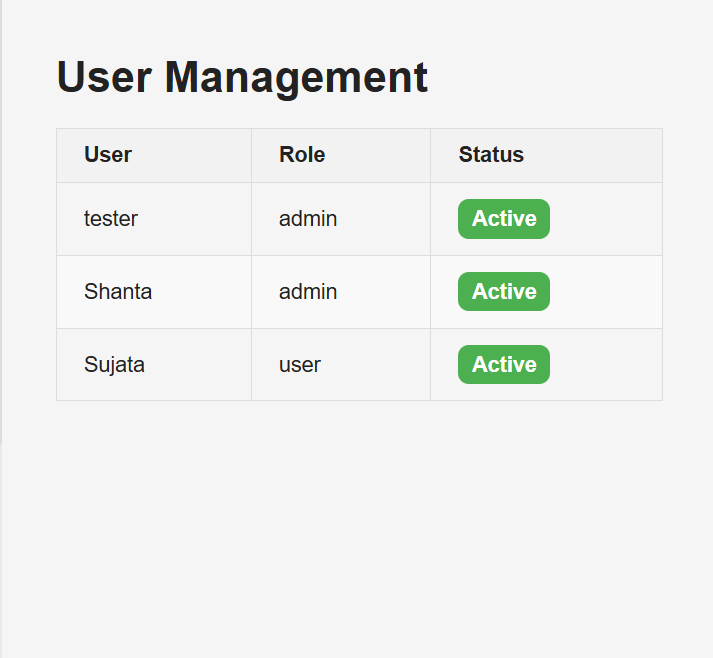 User Management
User Role Status
tester admin Active
Shanta admin Active
Sujata user Active